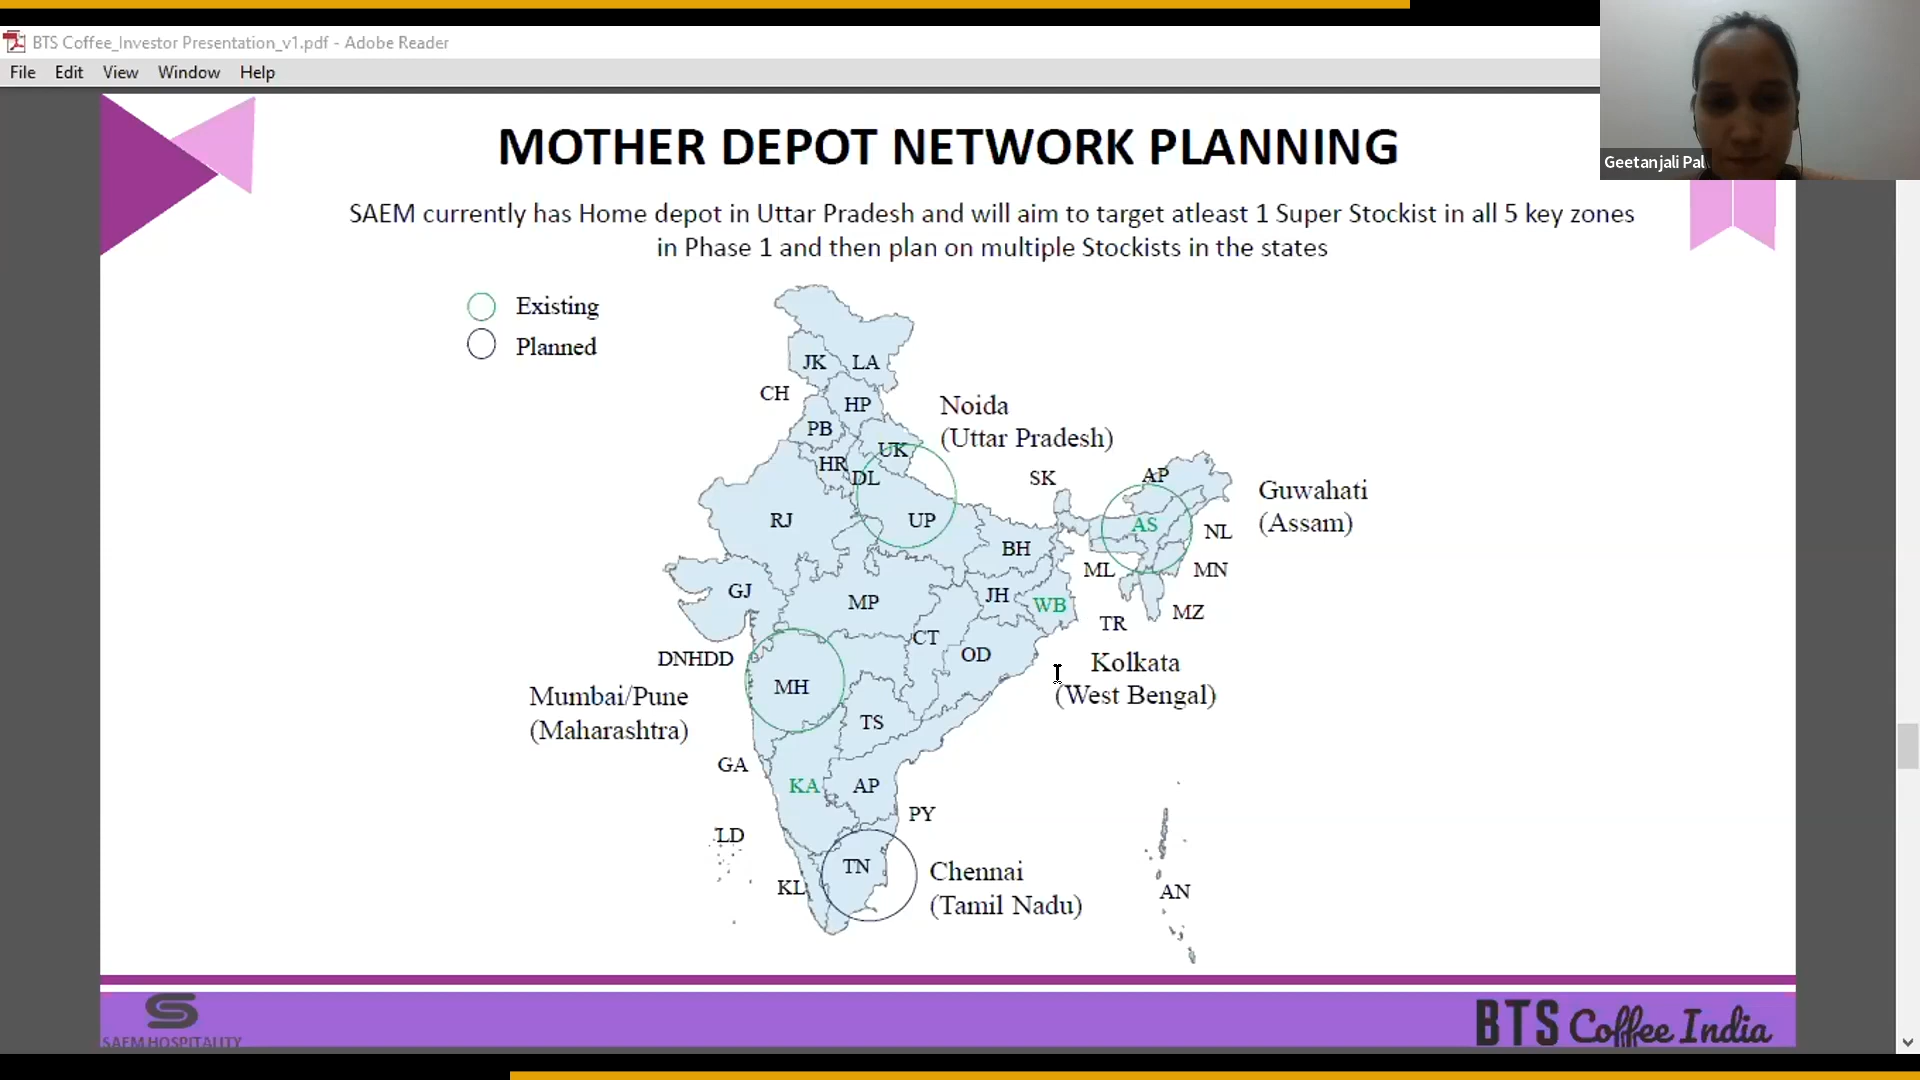 BTS Coffee_Investor Presentation_v1.pdf - Adobe Reader
File Edit View Window Help
Geetanjali Pal
MOTHER DEPOT NETWORK PLANNING
SAEM currently has Home depot in Uttar Pradesh and will aim to target atleast 1 Super Stockist in all 5 key zones
in Phase 1 and then plan on multiple Stockists in the states
Existing
Planned
JK LA
CH
HP
Noida
(Uttar Pradesh)
PB
UK
HR
DL
SK
AP
Guwahati
(Assam)
RJ
UP
AS
NL
BH
ML
MN
GJ
MP
JH
WB
MZ
TR
CT
OD
DNHDD
Kolkata
(West Bengal)
MH
Mumbai/Pune
(Maharashtra)
TS
GA
KA
AP
PY
LD
TN
KL
Chennai
(Tamil Nadu)
AN
SAEM HOSPITALITY
BTS Coffee India